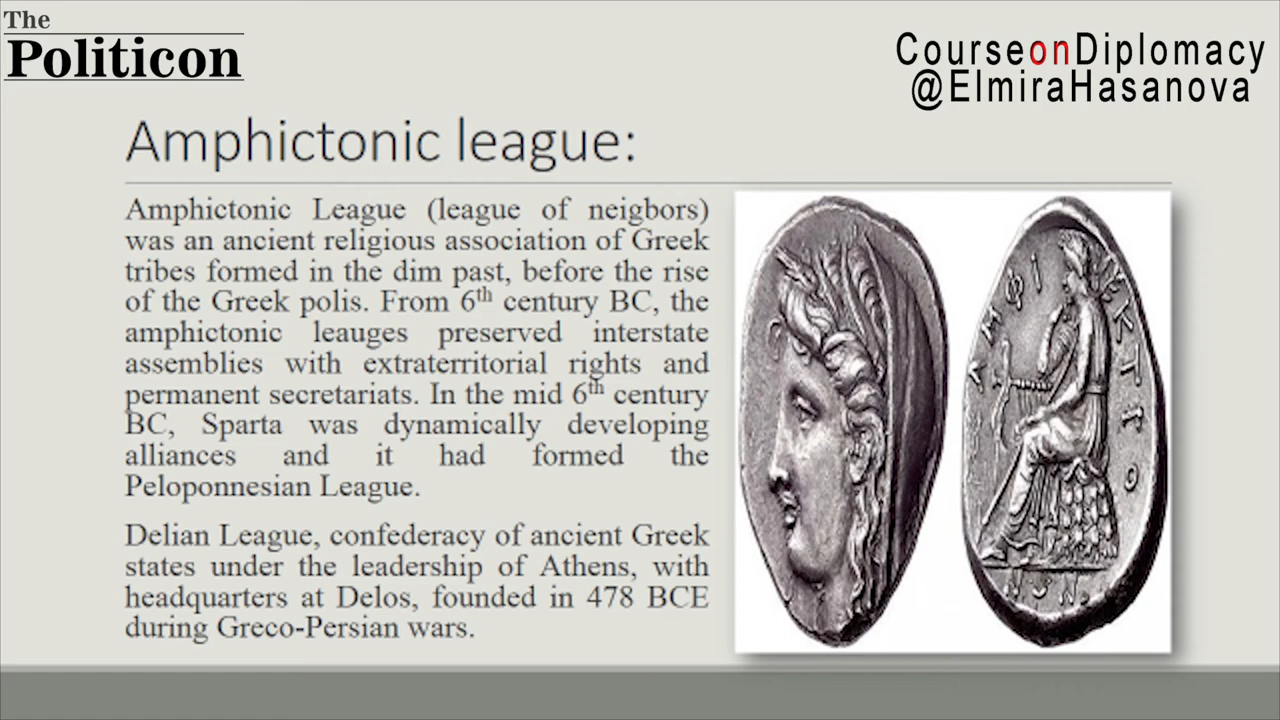 The
Politicon
CourseonDiplomacy
@ElmiraHasanova
Amphictonic league:
Amphictonic League (league of neigbors)
was an ancient religious association of Greek
tribes formed in the dim past, before the rise
of the Greek polis. From 6th century BC, the
amphictonic leauges preserved interstate
assemblies with extraterritorial rights and
permanent secretariats. In the mid 6th century
BC, Sparta was dynamically developing
alliances and it had formed the
Peloponnesian League.
Delian League, confederacy of ancient Greek
states under the leadership of Athens, with
headquarters at Delos, founded in 478 BCE
during Greco-Persian wars.